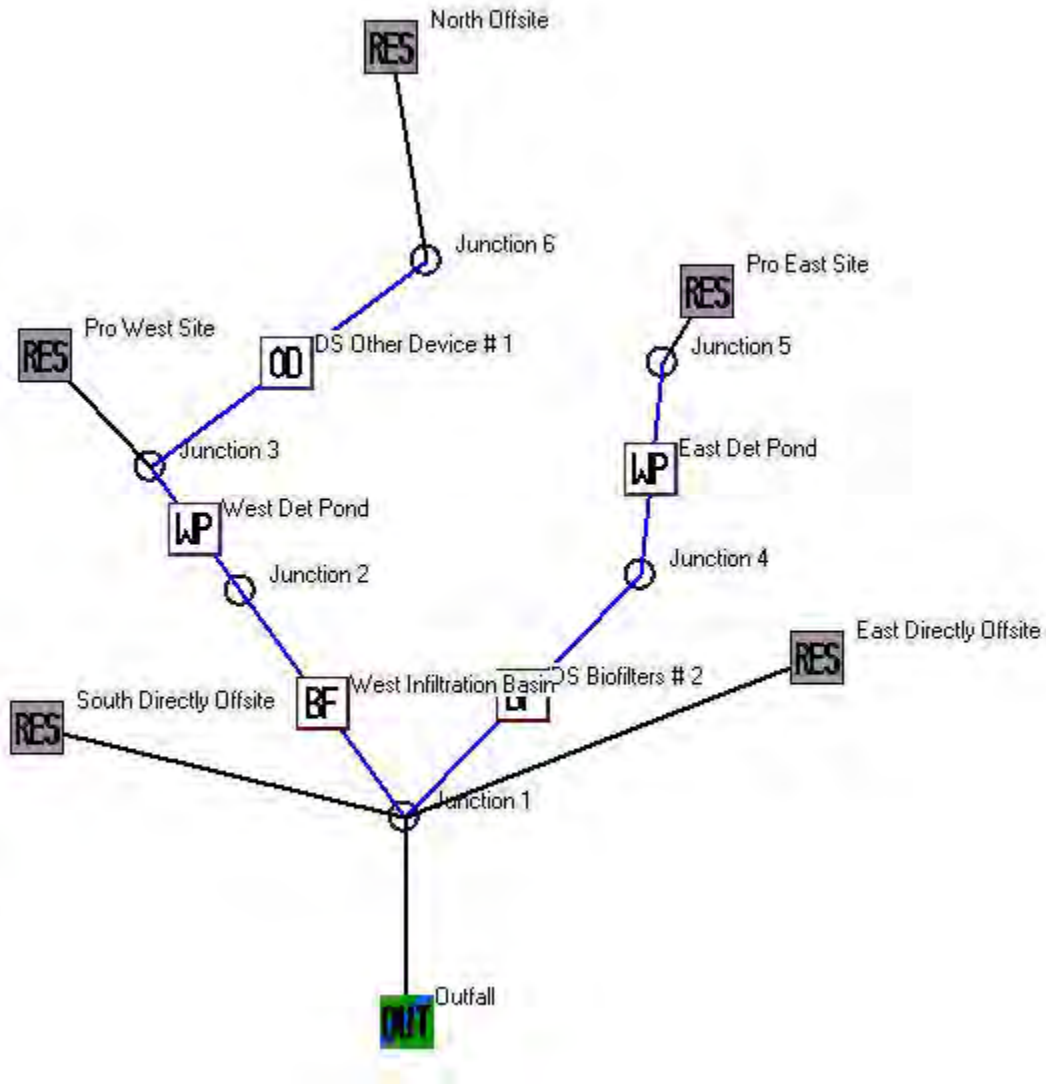 North Offsite
RES
Junction 6
Pro East Site
RES
Pro West Site
RES
DS Other Device # 1
OD
Junction 5
Junction 3
East Det Pond
WP
West Det Pond
WP
Junction 2
Junction 4
East Directly Offsite
RES
West Infiltration Basin
BF
DS Biofilters # 2
South Directly Offsite
RES
Junction 1
Outfall
OUT